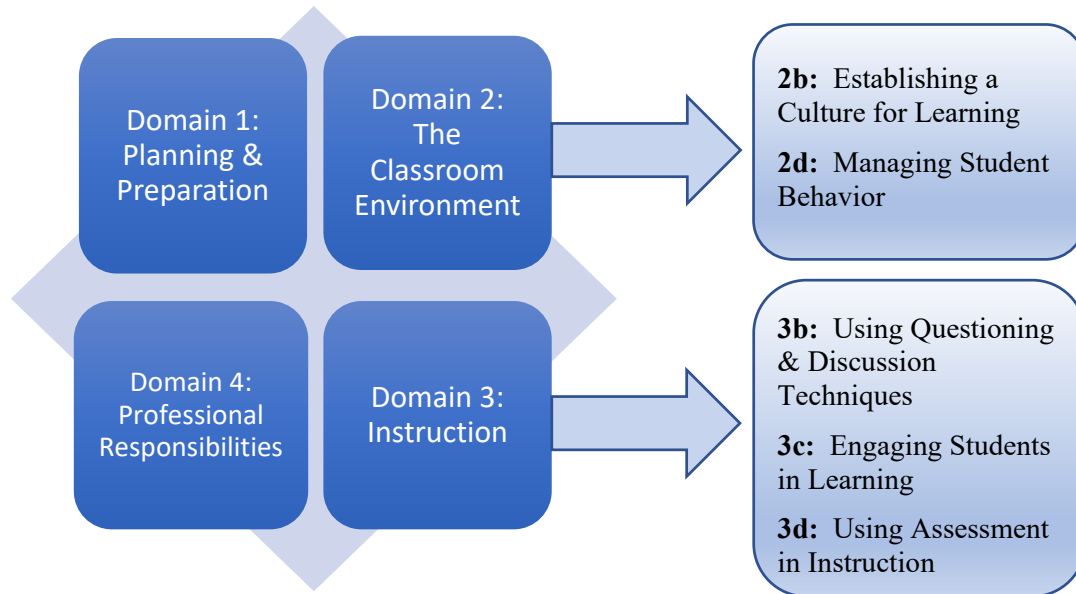 Domain 1:
Planning &
Preparation
Domain 2:
The
Classroom
Environment
2b: Establishing a
Culture for Learning
2d: Managing Student
Behavior
Domain 4:
Professional
Responsibilities
Domain 3:
Instruction
3b: Using Questioning
& Discussion
Techniques
3c: Engaging Students
in Learning
3d: Using Assessment
in Instruction